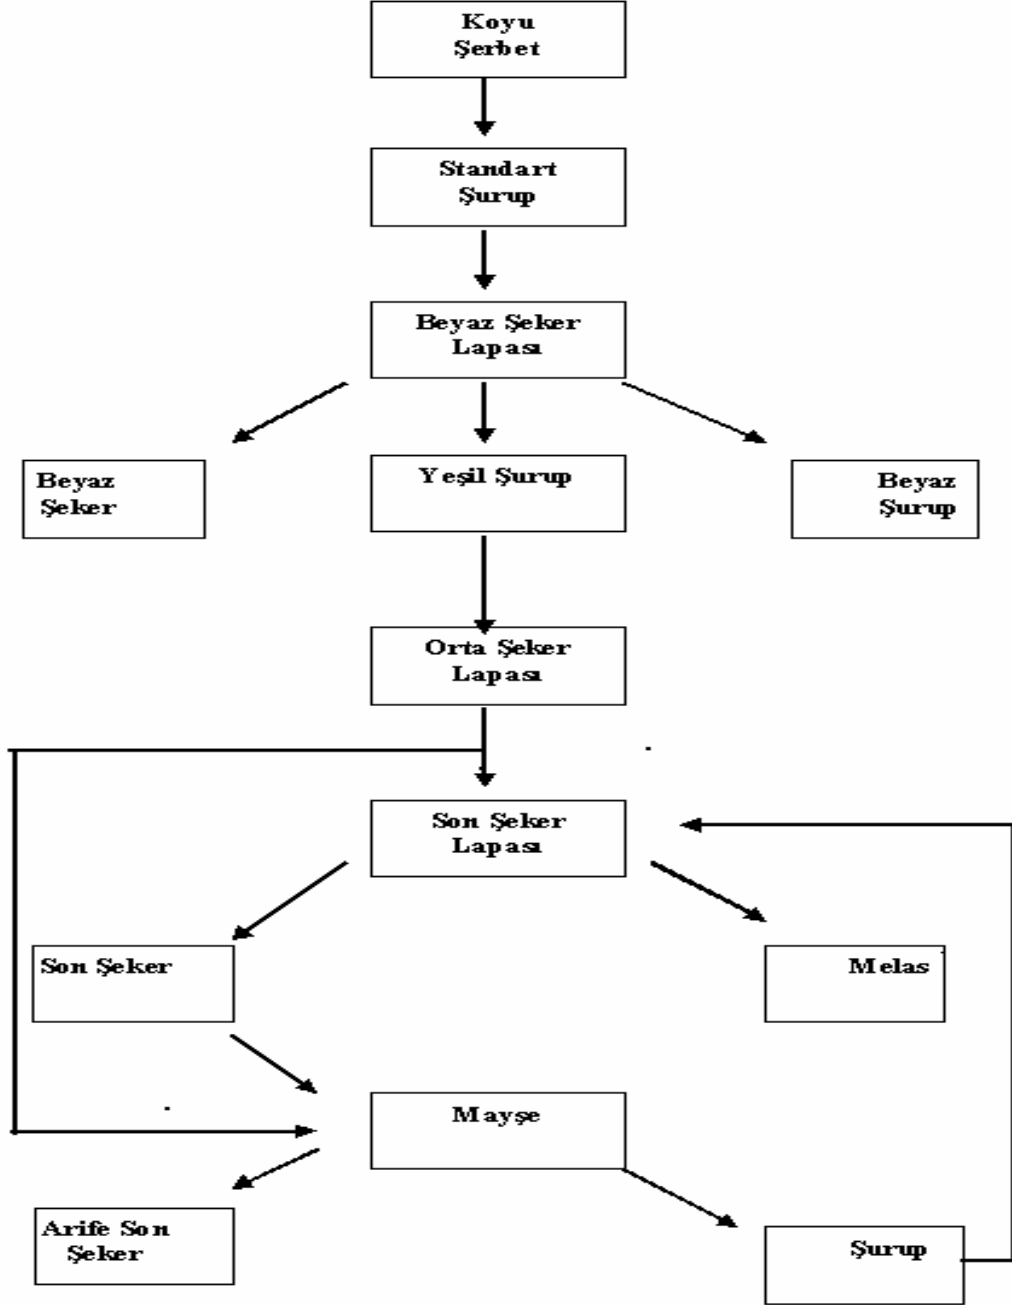 Koyu
Şerbet
Standart
Şurup
Beyaz Şeker
Lapası
Beyaz
Şeker
Yeşil Şurup
Beyaz
Şurup
Orta Şeker
Lapası
Son Şeker
Lapası
Son Şeker
Melas
Mayşe
Arife Son
Şeker
Şurup